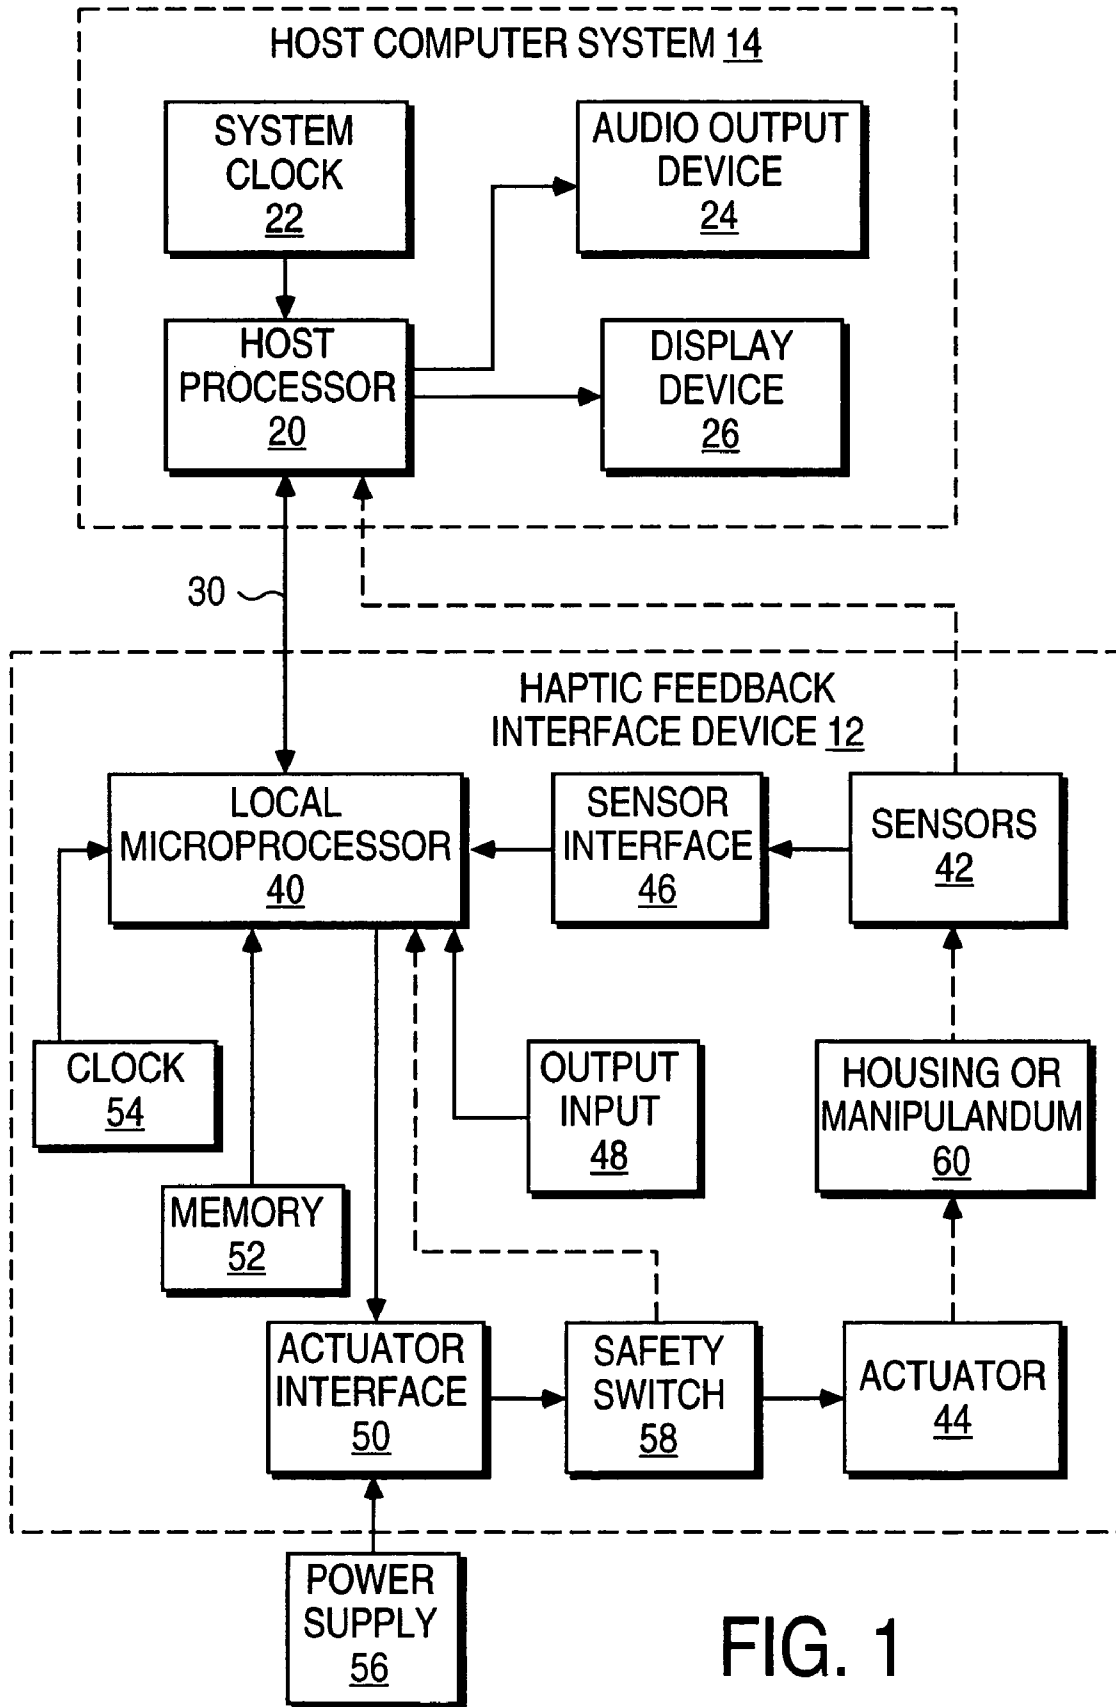 HOST COMPUTER SYSTEM 14
SYSTEM
CLOCK
22
AUDIO OUTPUT
DEVICE
24
HOST
PROCESSOR
20
DISPLAY
DEVICE
26
30
HAPTIC FEEDBACK
INTERFACE DEVICE 12
LOCAL
MICROPROCESSOR
40
SENSOR
INTERFACE
46
SENSORS
42
CLOCK
54
OUTPUT
INPUT
48
HOUSING OR
MANIPULANDUM
60
MEMORY
52
ACTUATOR
INTERFACE
50
SAFETY
SWITCH
58
ACTUATOR
44
POWER
SUPPLY
56
FIG. 1